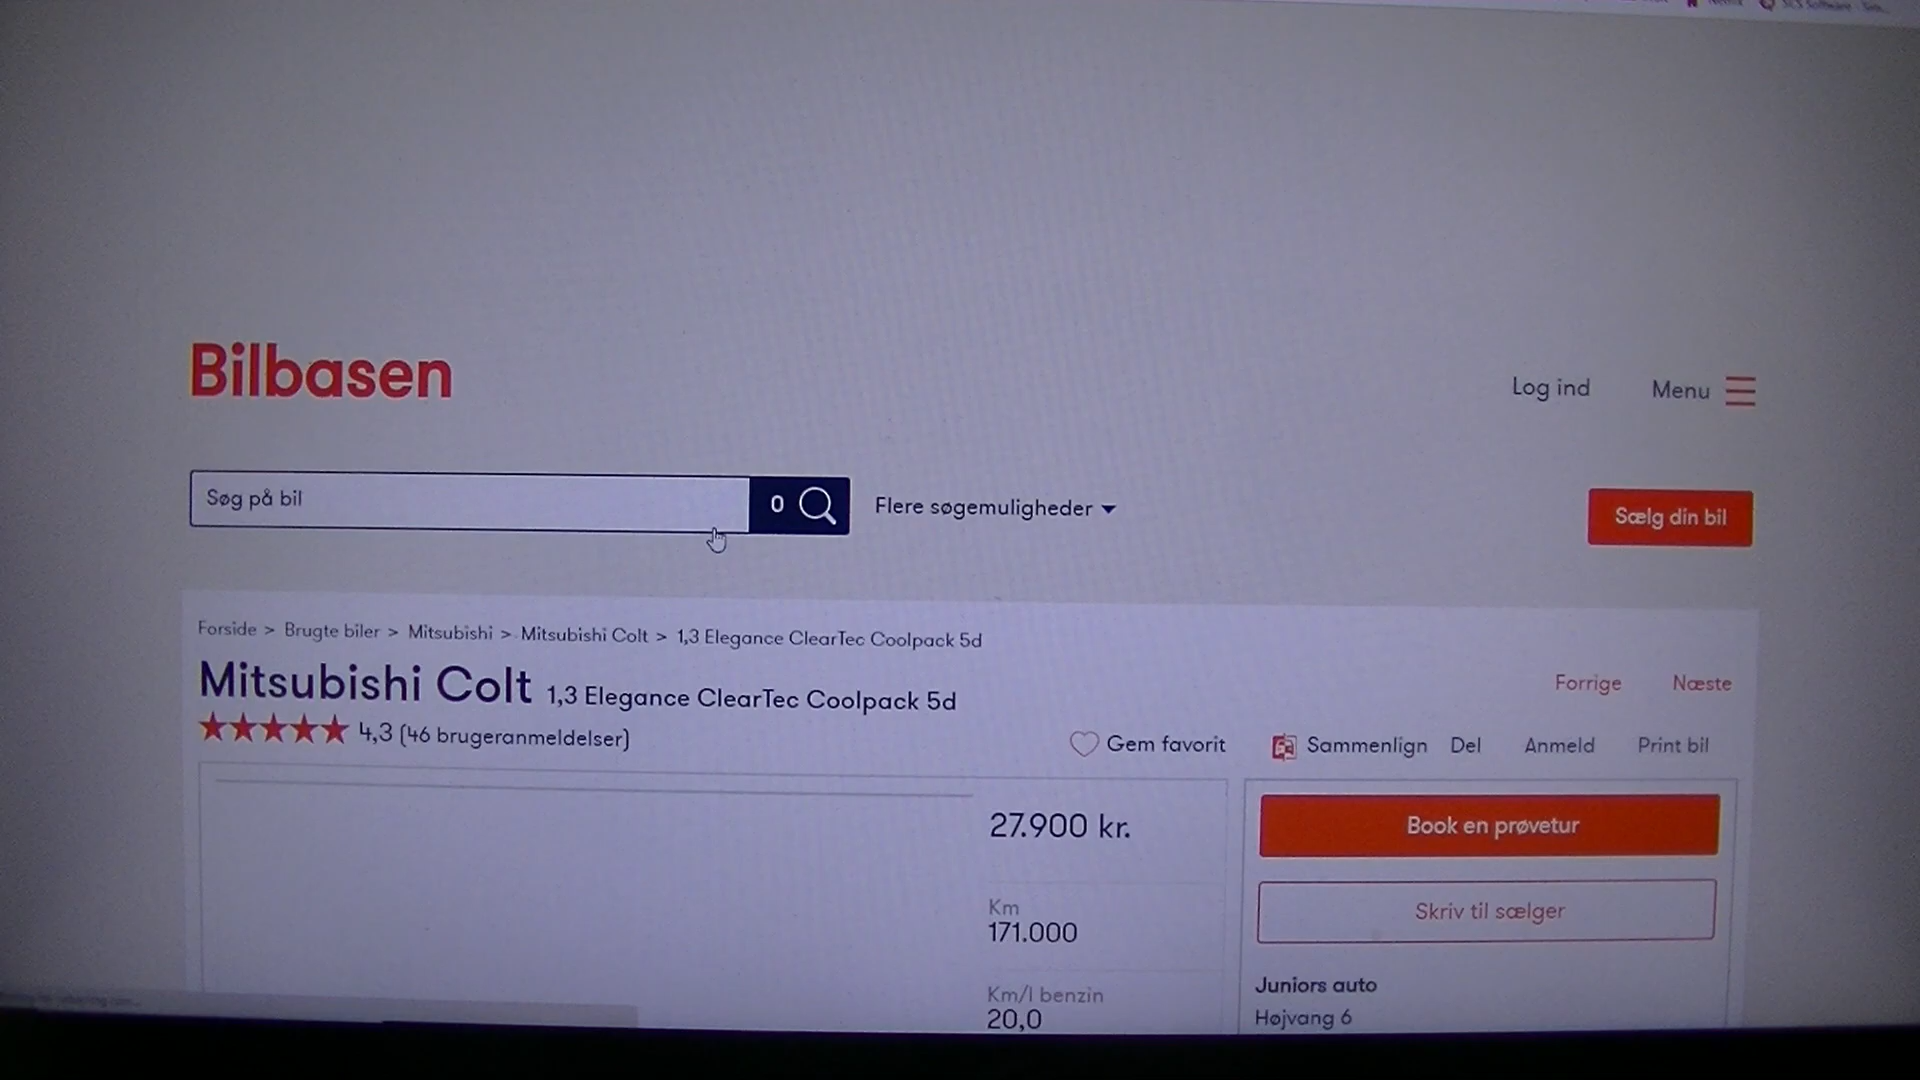 Bilbasen
Log ind
Menu
Søg på bil
0
Flere søgemuligheder
Sælg din bil
Forside > Brugte biler > Mitsubishi > Mitsubishi Colt > 1,3 Elegance ClearTec Coolpack 5d
Mitsubishi Colt 1,3 Elegance ClearTec Coolpack 5d
Forrige
Næste
4,3 (46 brugeranmeldelser)
Gem favorit
Sammenlign
Del
Anmeld
Print bil
27.900 kr.
Km
171.000
Km/l benzin
20,0
Book en prøvetur
Skriv til sælger
Juniors auto
Højvang 6